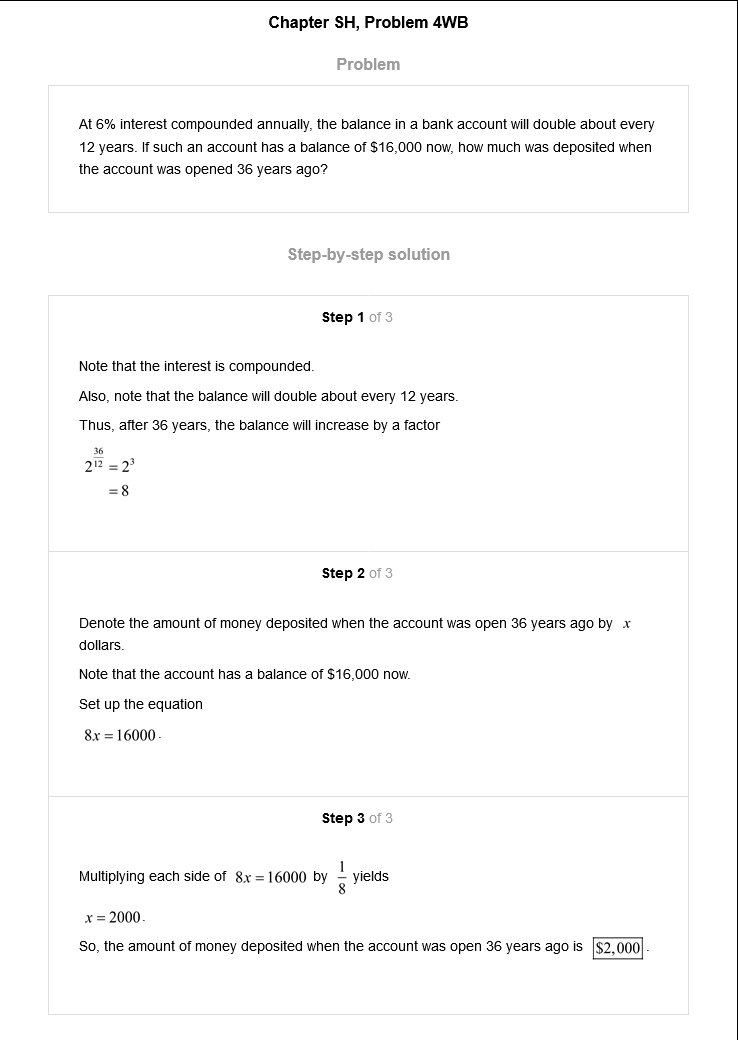 Chapter SH, Problem 4WB
Problem
At 6% interest compounded annually, the balance in a bank account will double about every
12 years. If such an account has a balance of $16,000 now, how much was deposited when
the account was opened 36 years ago?
Step-by-step solution
Step 1 of 3
Note that the interest is compounded.
Also, note that the balance will double about every 12 years.
Thus, after 36 years, the balance will increase by a factor
2^(36/12) = 2³
= 8
Step 2 of 3
Denote the amount of money deposited when the account was open 36 years ago by x
dollars.
Note that the account has a balance of $16,000 now.
Set up the equation
8x = 16000.
Step 3 of 3
Multiplying each side of 8x = 16000 by 1/8 yields
x = 2000.
So, the amount of money deposited when the account was open 36 years ago is $2,000.